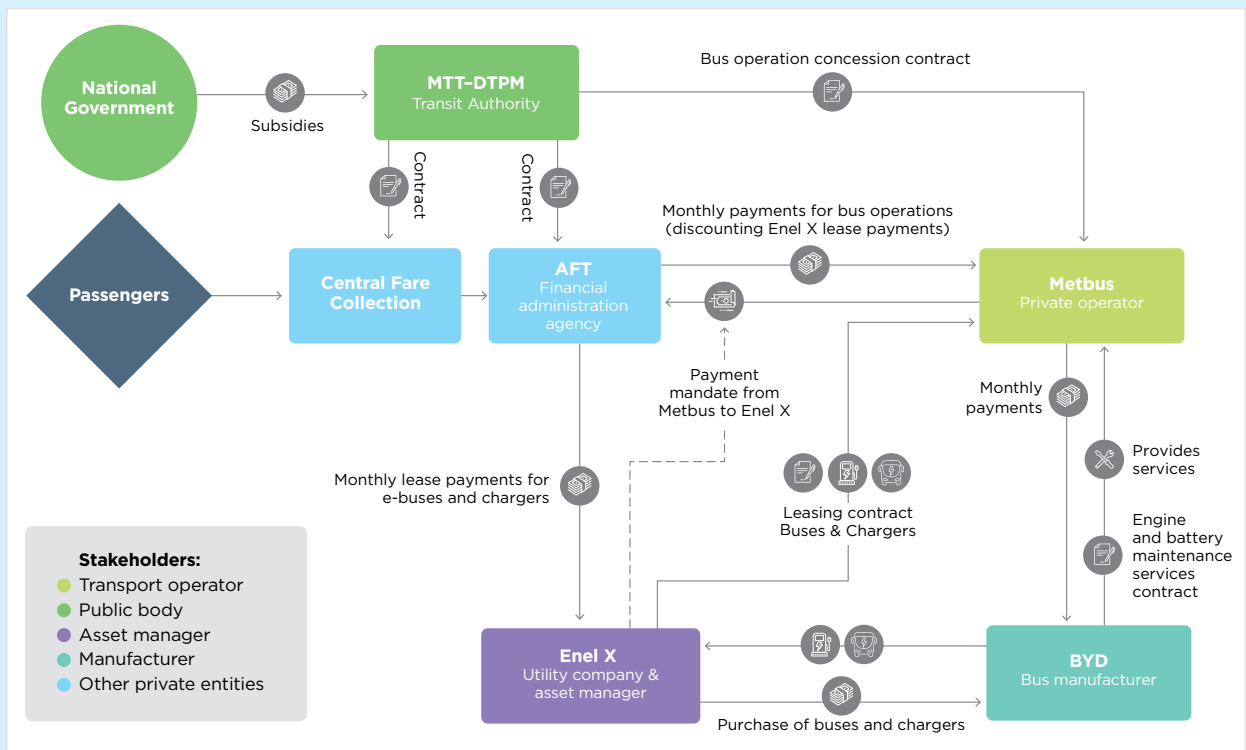 National
Government
Subsidies
MTT–DTPM
Transit Authority
Bus operation concession contract
Contract
Contract
Passengers
Central Fare
Collection
AFT
Financial
administration
agency
Monthly payments for bus operations
(discounting Enel X lease payments)
Metbus
Private operator
Payment
mandate from
Metbus to Enel X
Monthly
payments
Provides
services
Monthly lease payments for
e-buses and chargers
Leasing contract
Buses & Chargers
Engine
and battery
maintenance
services
contract
Stakeholders:
Transport operator
Public body
Asset manager
Manufacturer
Other private entities
Enel X
Utility company &
asset manager
BYD
Bus manufacturer
Purchase of buses and chargers